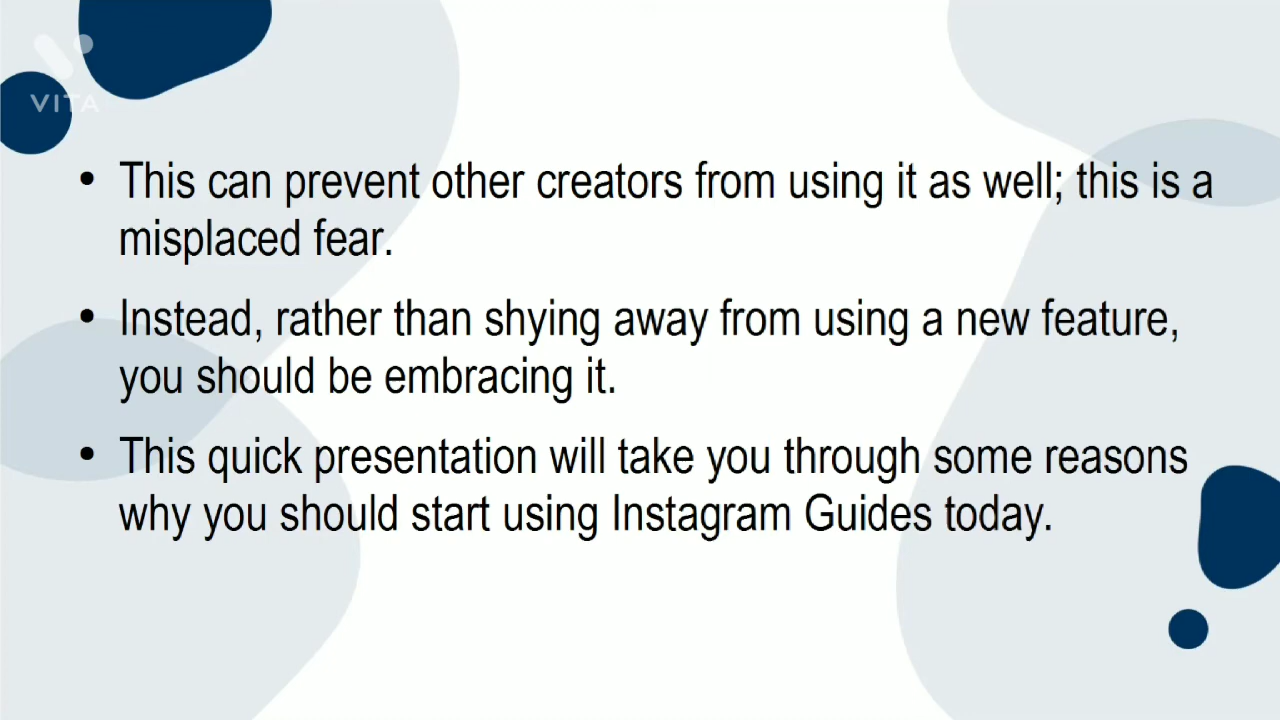 VITA
• This can prevent other creators from using it as well; this is a
misplaced fear.
• Instead, rather than shying away from using a new feature,
you should be embracing it.
• This quick presentation will take you through some reasons
why you should start using Instagram Guides today.